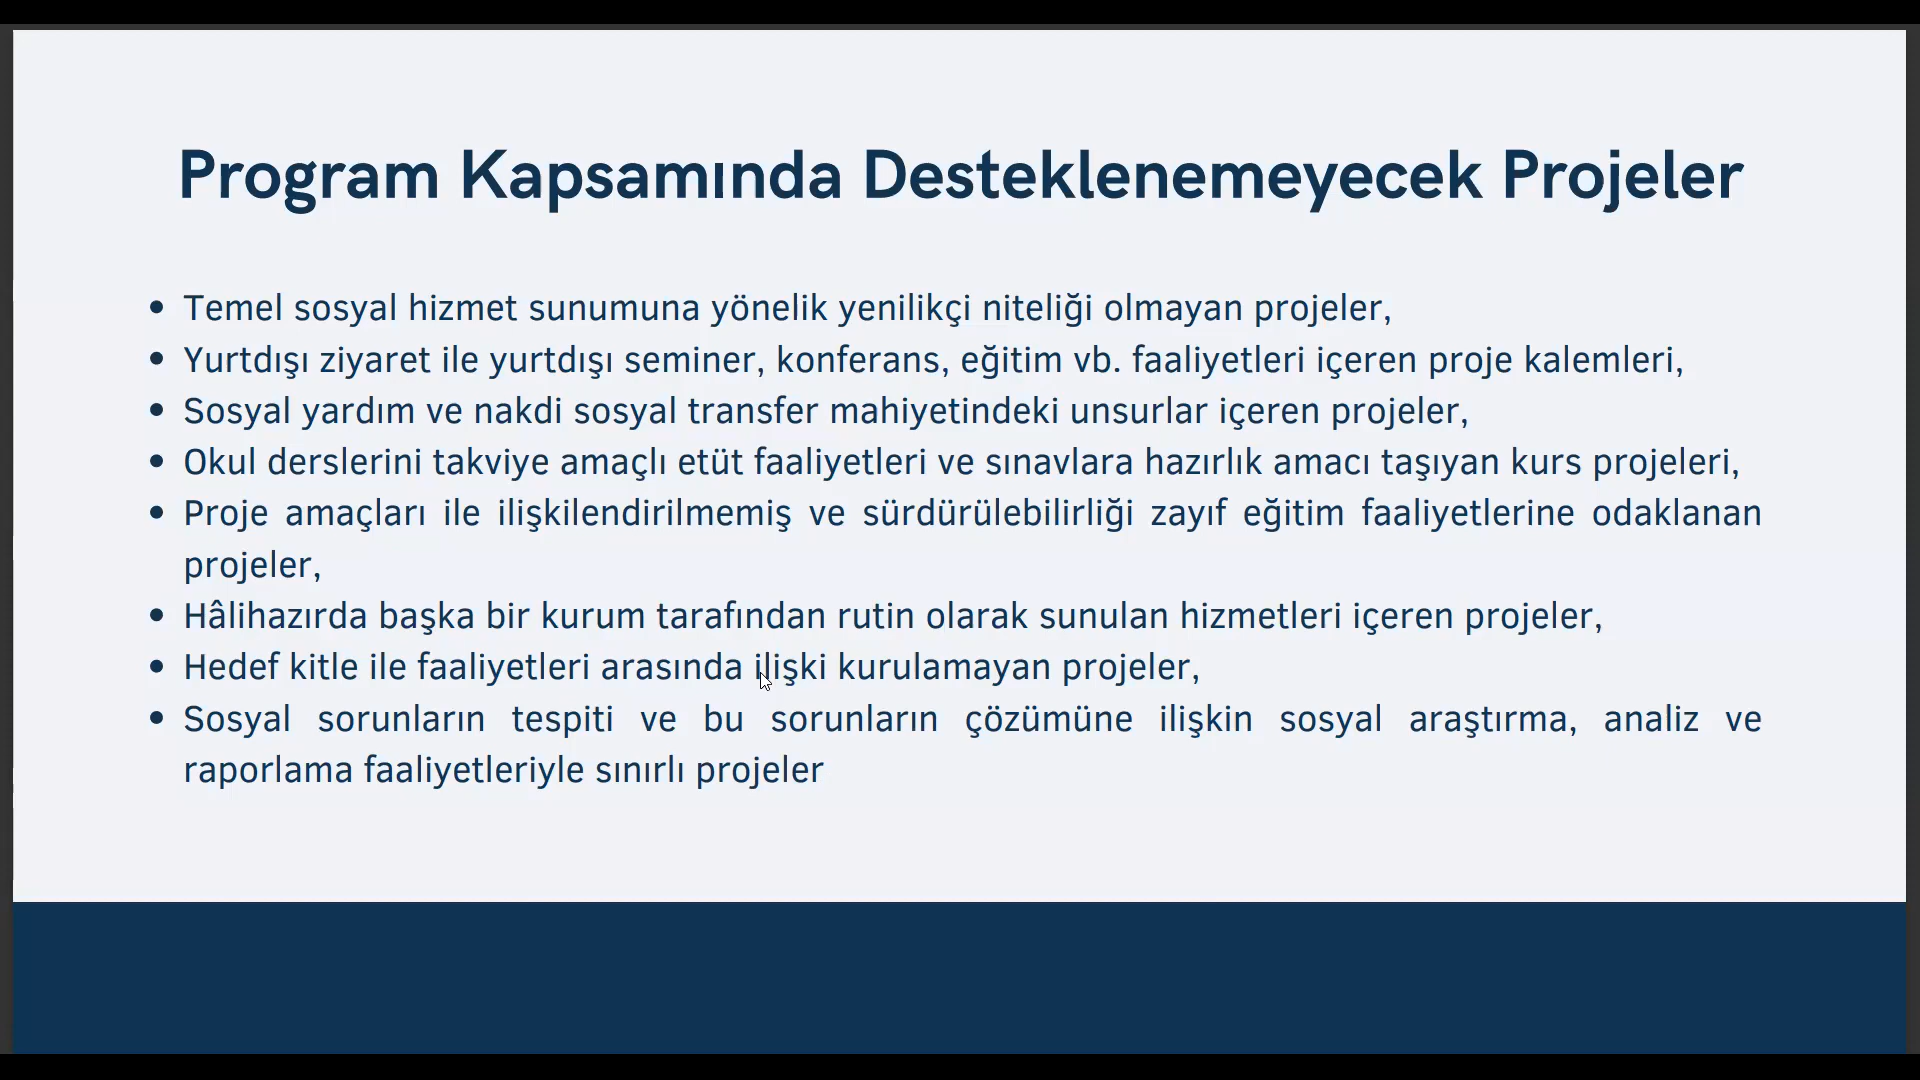 Program Kapsamında Desteklenemeyecek Projeler
• Temel sosyal hizmet sunumuna yönelik yenilikçi niteliği olmayan projeler,
• Yurtdışı ziyaret ile yurtdışı seminer, konferans, eğitim vb. faaliyetleri içeren proje kalemleri,
• Sosyal yardım ve nakdi sosyal transfer mahiyetindeki unsurlar içeren projeler,
• Okul derslerini takviye amaçlı etüt faaliyetleri ve sınavlara hazırlık amacı taşıyan kurs projeleri,
• Proje amaçları ile ilişkilendirilmemiş ve sürdürülebilirliği zayıf eğitim faaliyetlerine odaklanan
projeler,
• Hâlihazırda başka bir kurum tarafından rutin olarak sunulan hizmetleri içeren projeler,
• Hedef kitle ile faaliyetleri arasında ilişki kurulamayan projeler,
• Sosyal sorunların tespiti ve bu sorunların çözümüne ilişkin sosyal araştırma, analiz ve
raporlama faaliyetleriyle sınırlı projeler